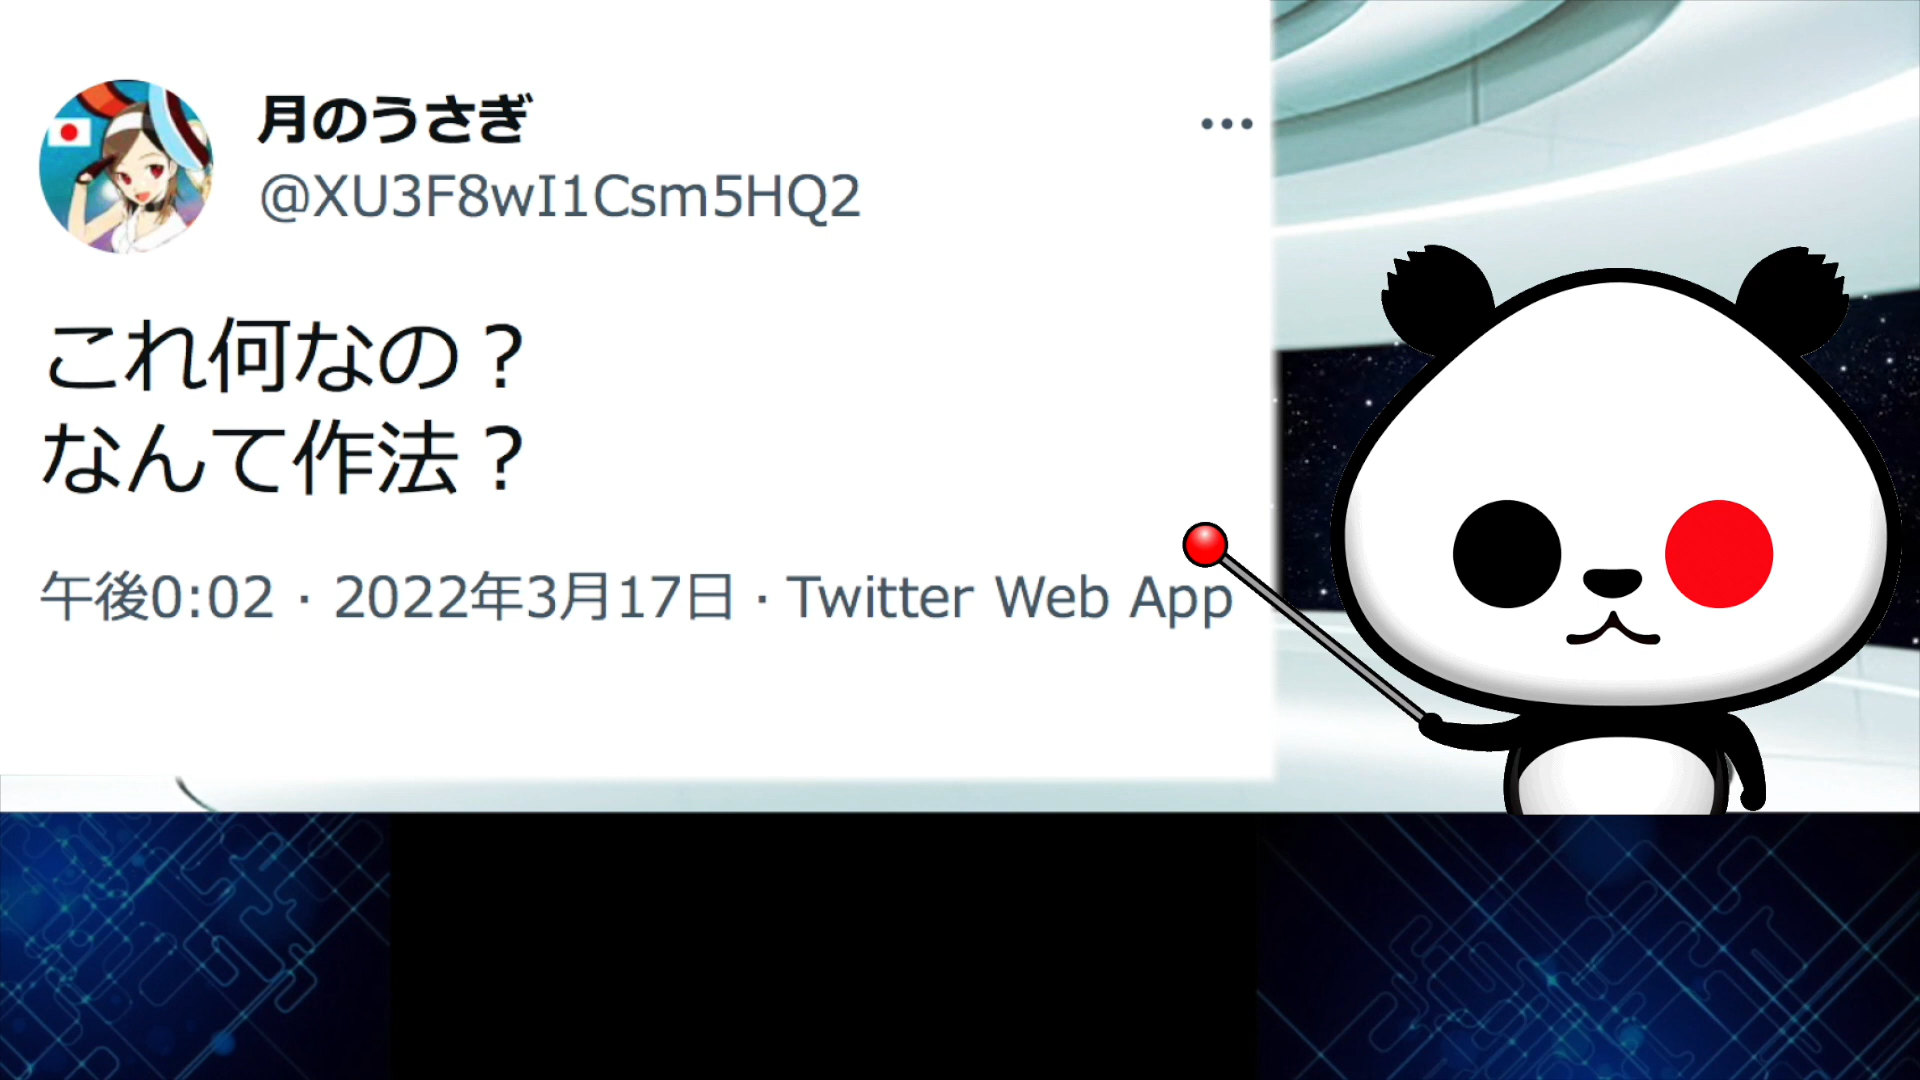 月のうさぎ
@XU3F8wI1Csm5HQ2
これ何なの？
なんて作法？
午後0:02 · 2022年3月17日 · Twitter Web App